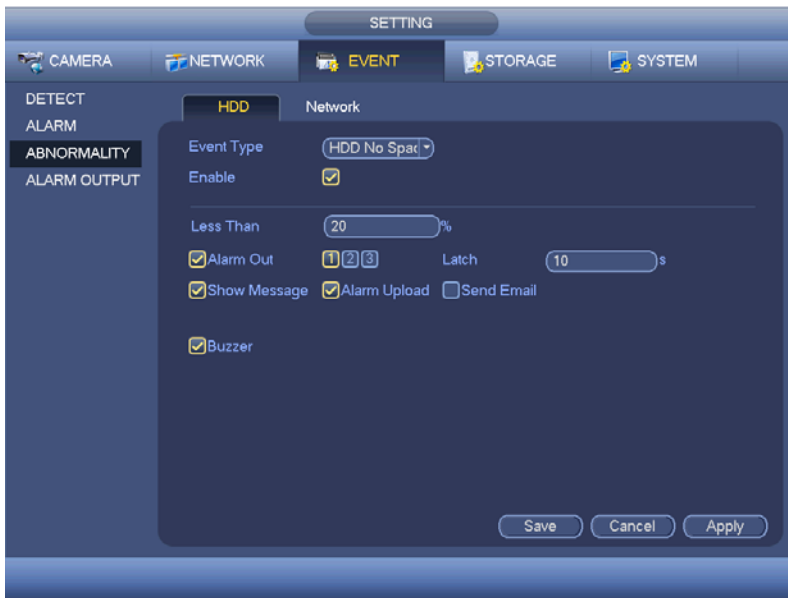 SETTING
CAMERA NETWORK EVENT STORAGE SYSTEM
DETECT
ALARM
ABNORMALITY
ALARM OUTPUT
HDD Network
Event Type HDD No Spac
Enable
Less Than 20 %
Alarm Out 1 2 3 Latch 10 s
Show Message Alarm Upload Send Email
Buzzer
Save Cancel Apply